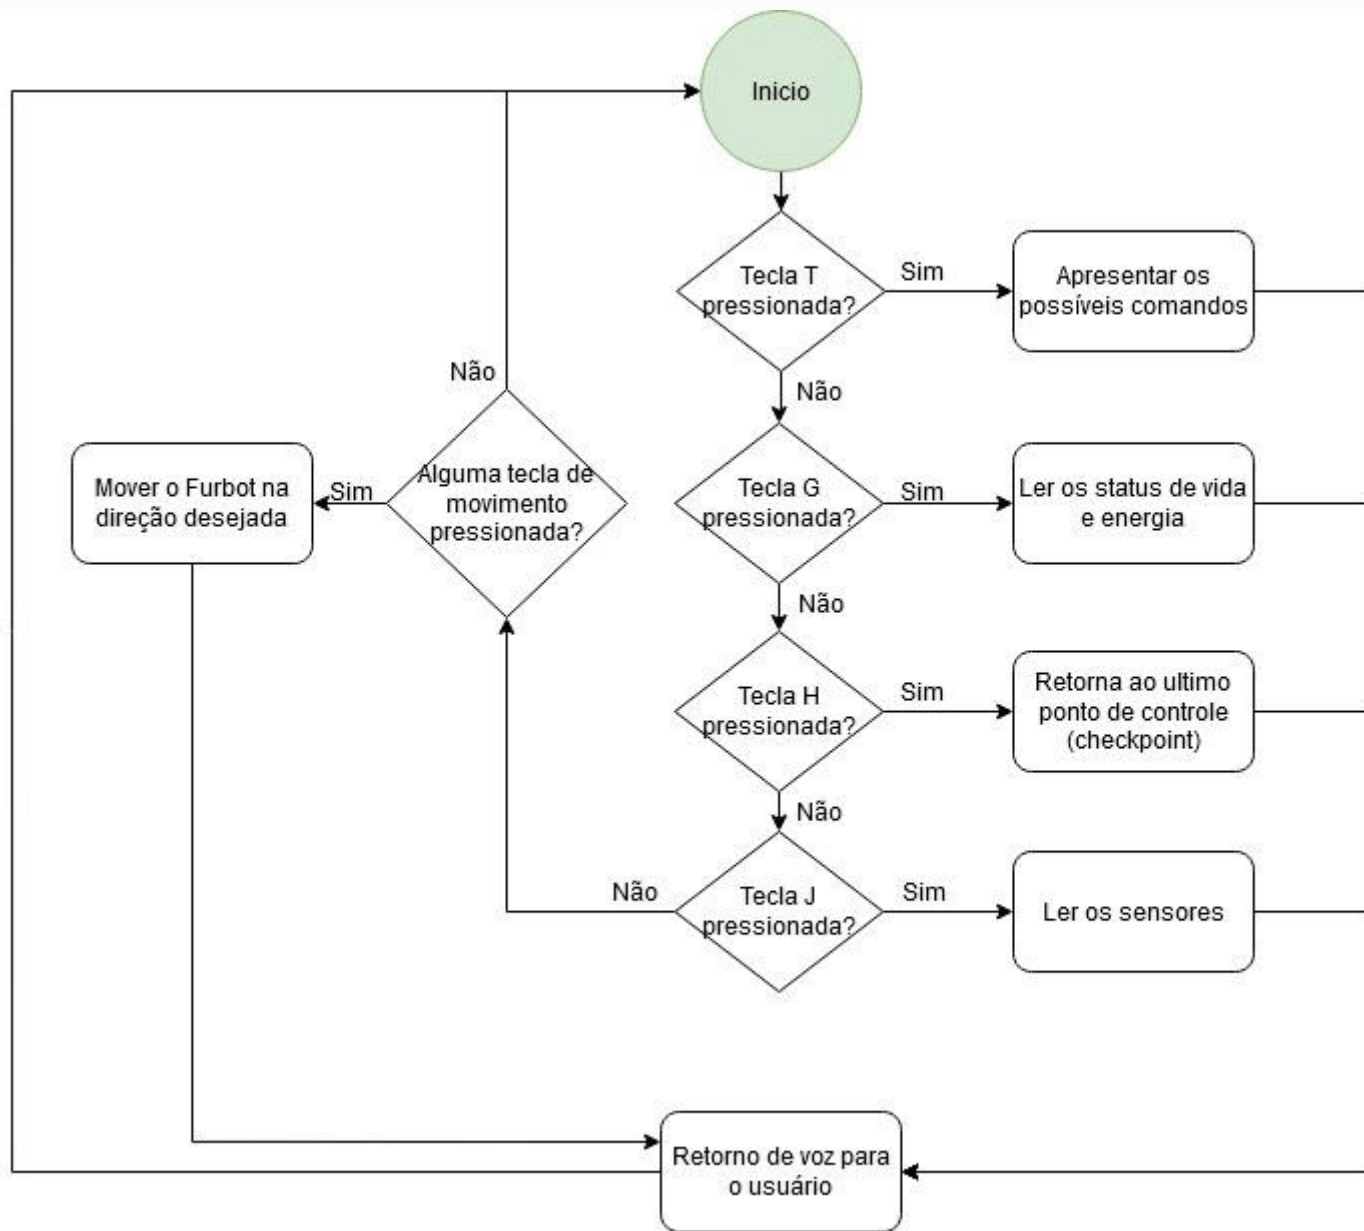 Inicio
Tecla T
pressionada?
Sim
Apresentar os
possíveis comandos
Não
Tecla G
pressionada?
Sim
Ler os status de vida
e energia
Não
Tecla H
pressionada?
Sim
Retorna ao ultimo
ponto de controle
(checkpoint)
Não
Tecla J
pressionada?
Sim
Ler os sensores
Não
Alguma tecla de
movimento
pressionada?
Não
Sim
Mover o Furbot na
direção desejada
Retorno de voz para
o usuário